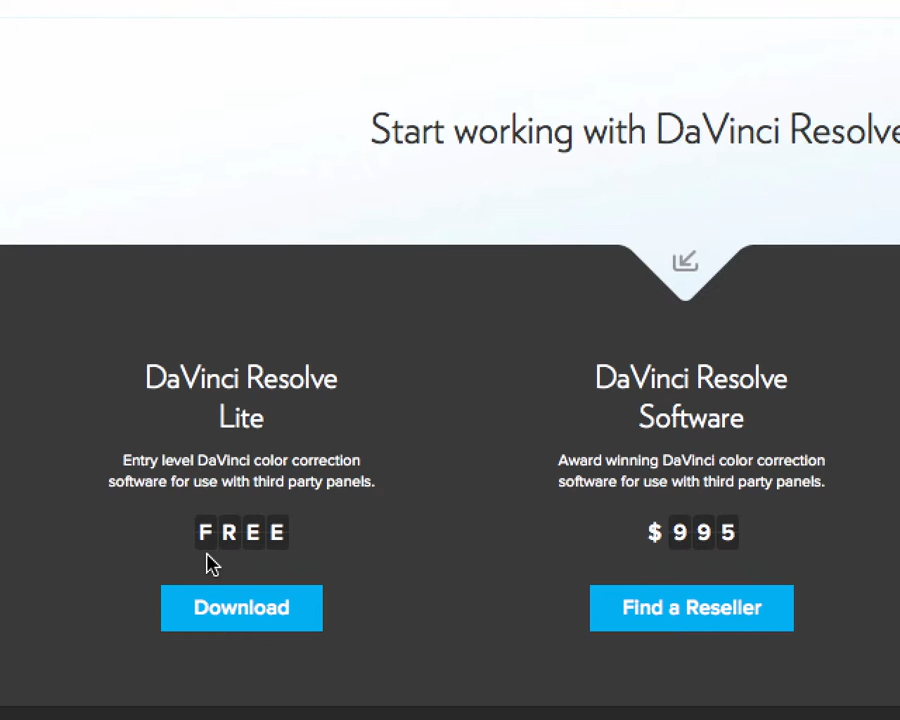 Start working with DaVinci Resolve
DaVinci Resolve
Lite
Entry level DaVinci color correction
software for use with third party panels.
FREE
Download
DaVinci Resolve
Software
Award winning DaVinci color correction
software for use with third party panels.
$995
Find a Reseller